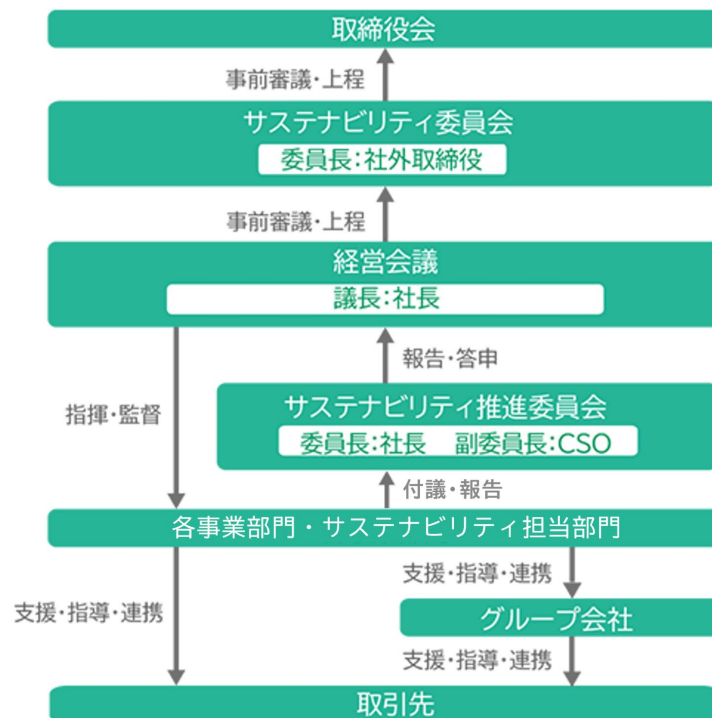 取締役会
事前審議・上程
サステナビリティ委員会
委員長：社外取締役
事前審議・上程
経営会議
議長：社長
報告・答申
指揮・監督
サステナビリティ推進委員会
委員長：社長 副委員長：CSO
付議・報告
各事業部門・サステナビリティ担当部門
支援・指導・連携
支援・指導・連携
グループ会社
支援・指導・連携
取引先